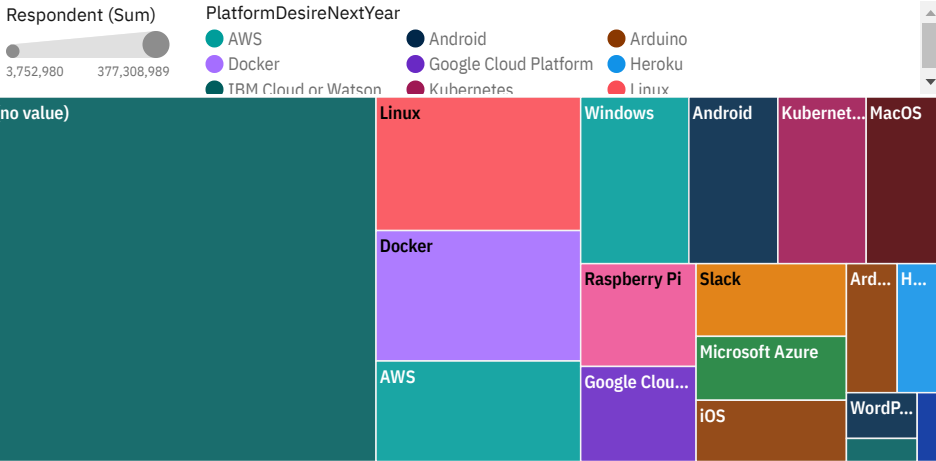 Respondent (Sum)
3,752,980 377,308,989
PlatformDesireNextYear
AWS Android Arduino
Docker Google Cloud Platform Heroku
IBM Cloud or Watson Kubernetes Linux
no value)
Linux
Docker
AWS
Windows
Android
Kubernet...
MacOS
Raspberry Pi
Google Clou...
Slack
Microsoft Azure
iOS
Ard...
H...
WordP...